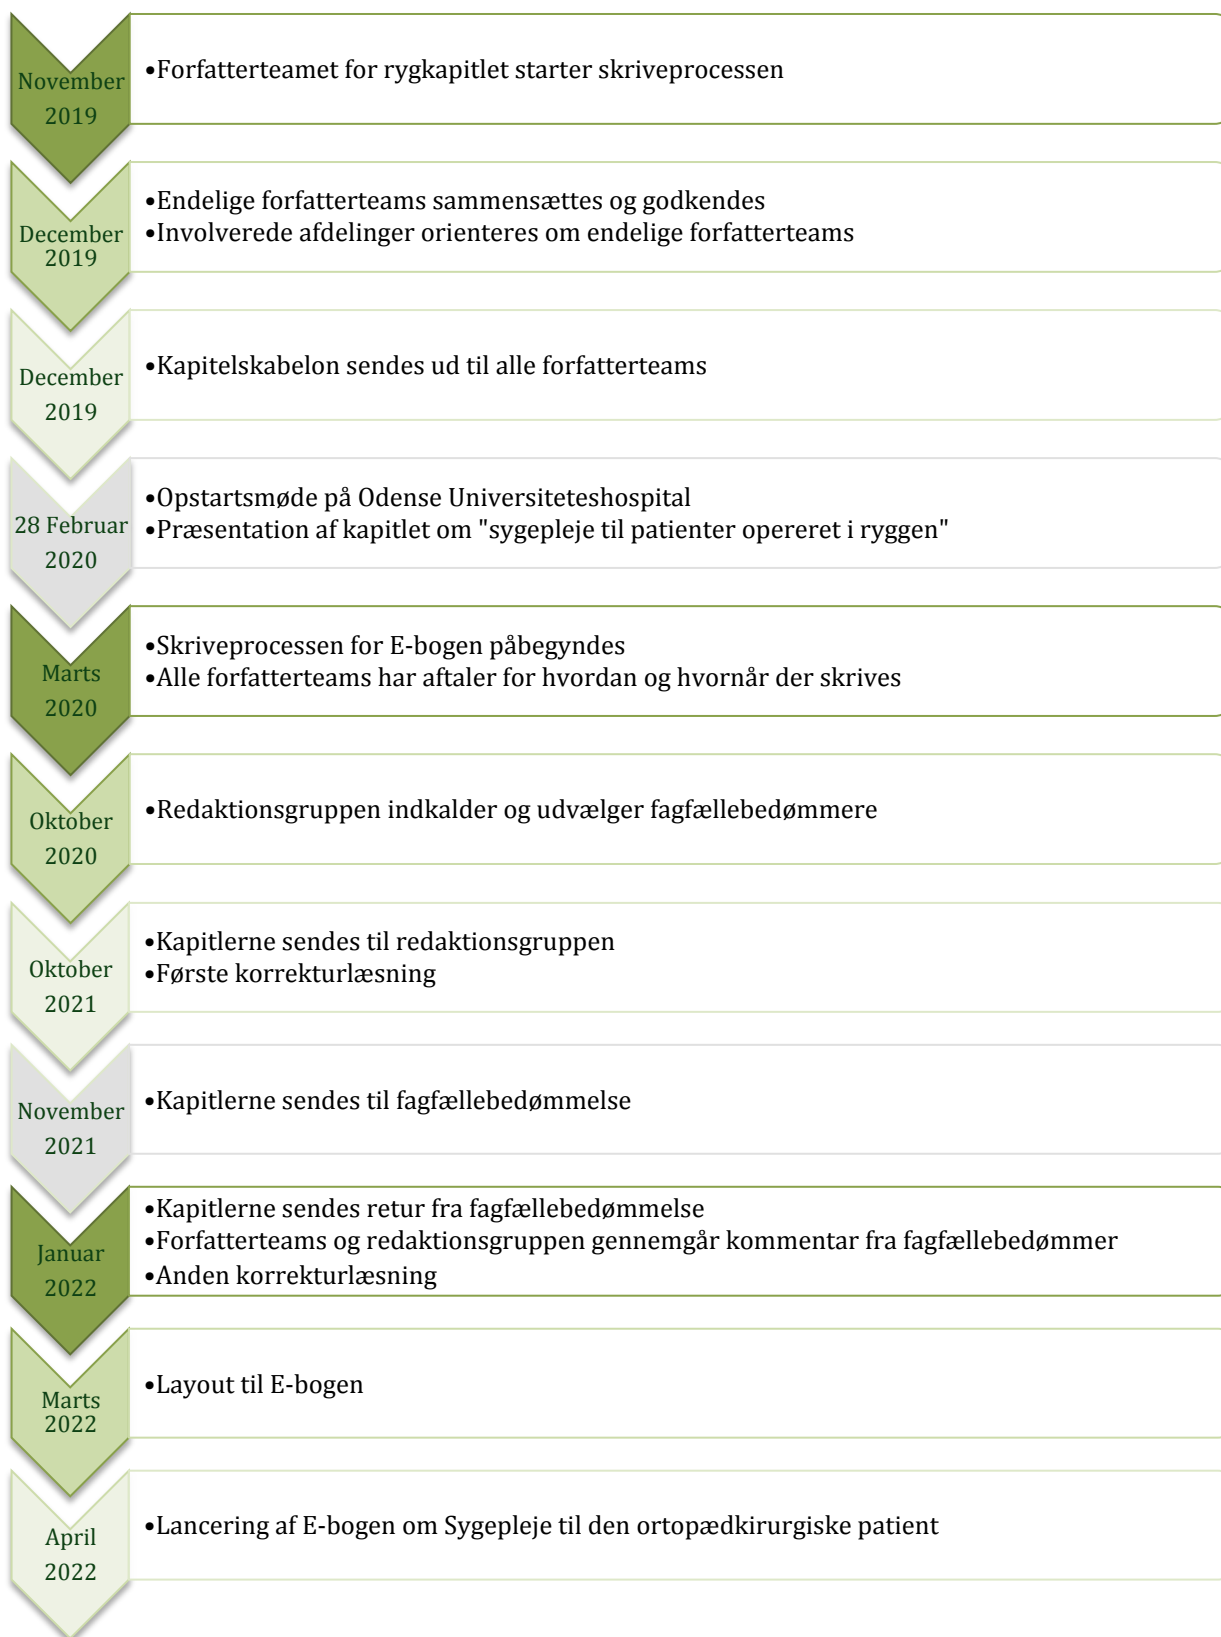 November
2019
•Forfatterteamet for rygkapitlet starter skriveprocessen
December
2019
•Endelige forfatterteams sammensættes og godkendes
•Involverede afdelinger orienteres om endelige forfatterteams
December
2019
•Kapitelskabelon sendes ud til alle forfatterteams
28 Februar
2020
•Opstartsmøde på Odense Universiteteshospital
•Præsentation af kapitlet om "sygepleje til patienter opereret i ryggen"
Marts
2020
•Skriveprocessen for E-bogen påbegyndes
•Alle forfatterteams har aftaler for hvordan og hvornår der skrives
Oktober
2020
•Redaktionsgruppen indkalder og udvælger fagfællebedømmere
Oktober
2021
•Kapitlerne sendes til redaktionsgruppen
•Første korrekturlæsning
November
2021
•Kapitlerne sendes til fagfællebedømmelse
Januar
2022
•Kapitlerne sendes retur fra fagfællebedømmelse
•Forfatterteams og redaktionsgruppen gennemgår kommentar fra fagfællebedømmer
•Anden korrekturlæsning
Marts
2022
•Layout til E-bogen
April
2022
•Lancering af E-bogen om Sygepleje til den ortopædkirurgiske patient